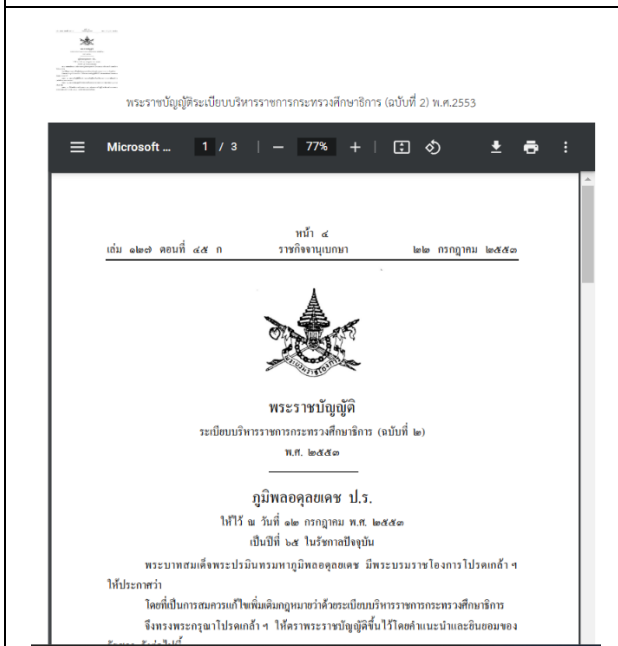 พระราชบัญญัติระเบียบบริหารราชการกระทรวงศึกษาธิการ (ฉบับที่ 2) พ.ศ.2553
Microsoft ... 1 / 3 | − 77% + |
หน้า ๔
เล่ม ๑๒๗ ตอนที่ ๔๕ ก ราชกิจจานุเบกษา ๒๒ กรกฎาคม ๒๕๕๓
พระราชบัญญัติ
ระเบียบบริหารราชการกระทรวงศึกษาธิการ (ฉบับที่ ๒)
พ.ศ. ๒๕๕๓
ภูมิพลอดุลยเดช ป.ร.
ให้ไว้ ณ วันที่ ๑๒ กรกฎาคม พ.ศ. ๒๕๕๓
เป็นปีที่ ๖๕ ในรัชกาลปัจจุบัน
พระบาทสมเด็จพระปรมินทรมหาภูมิพลอดุลยเดช มีพระบรมราชโองการโปรดเกล้า ฯ
ให้ประกาศว่า
โดยที่เป็นการสมควรแก้ไขเพิ่มเติมกฎหมายว่าด้วยระเบียบบริหารราชการกระทรวงศึกษาธิการ
จึงทรงพระกรุณาโปรดเกล้า ฯ ให้ตราพระราชบัญญัติขึ้นไว้โดยคำแนะนำและยินยอมของ